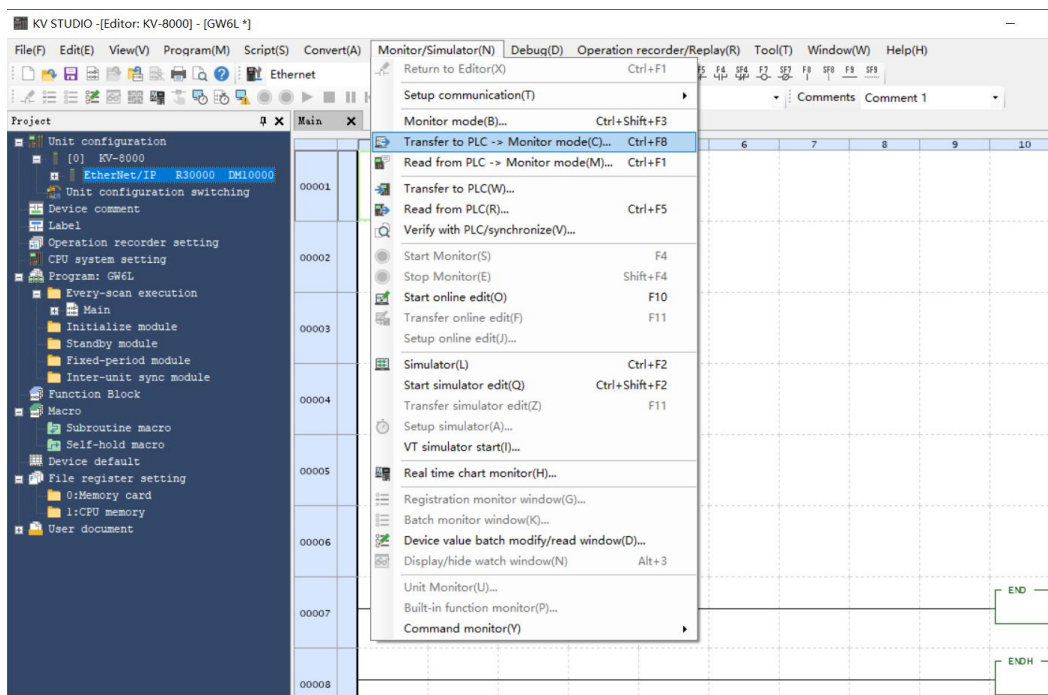 KV STUDIO -[Editor: KV-8000] - [GW6L *]
File(F) Edit(E) View(V) Program(M) Script(S) Convert(A) Monitor/Simulator(N) Debug(D) Operation recorder/Replay(R) Tool(T) Window(W) Help(H)
Ethernet
F5 F4 SF4 F7 SF7 F8 SF8 F9 SF9
Comments Comment 1
Project
Main
Unit configuration
[0] KV-8000
EtherNet/IP R30000 DM10000
Unit configuration switching
Device comment
Label
Operation recorder setting
CPU system setting
Program: GW6L
Every-scan execution
Main
Initialize module
Standby module
Fixed-period module
Inter-unit sync module
Function Block
Macro
Subroutine macro
Self-hold macro
Device default
File register setting
0:Memory card
1:CPU memory
User document
Return to Editor(X) Ctrl+F1
Setup communication(T)
Monitor mode(B)... Ctrl+Shift+F3
Transfer to PLC -> Monitor mode(C)... Ctrl+F8
Read from PLC -> Monitor mode(M)... Ctrl+F1
Transfer to PLC(W)...
Read from PLC(R)... Ctrl+F5
Verify with PLC/synchronize(V)...
Start Monitor(S) F4
Stop Monitor(E) Shift+F4
Start online edit(O) F10
Transfer online edit(F) F11
Setup online edit(J)...
Simulator(L) Ctrl+F2
Start simulator edit(Q) Ctrl+Shift+F2
Transfer simulator edit(Z) F11
Setup simulator(A)...
VT simulator start(I)...
Real time chart monitor(H)...
Registration monitor window(G)...
Batch monitor window(K)...
Device value batch modify/read window(D)...
Display/hide watch window(N) Alt+3
Unit Monitor(U)...
Built-in function monitor(P)...
Command monitor(Y)
6 7 8 9 10
00001
00002
00003
00004
00005
00006
00007
END
00008
ENDH